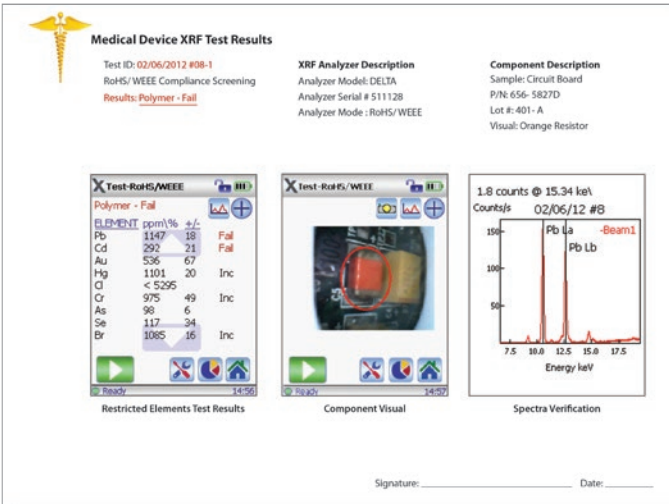 Medical Device XRF Test Results
Test ID: 02/06/2012 #08-1
RoHS/ WEEE Compliance Screening
Results: Polymer - Fail
XRF Analyzer Description
Analyzer Model: DELTA
Analyzer Serial # 511128
Analyzer Mode : RoHS/ WEEE
Component Description
Sample: Circuit Board
P/N: 656- 5827D
Lot #: 401- A
Visual: Orange Resistor
Test-RoHS/WEEE
Polymer - Fail
ELEMENT ppm\% +/-
Pb 1147 18 Fail
Cd 292 21 Fail
Au 536 67
Hg 1101 20 Inc
Cl < 5295
Cr 975 49 Inc
As 98 6
Se 117 34
Br 1085 16 Inc
Ready 14:56
Restricted Elements Test Results
Test-RoHS/WEEE
C5
Ready 14:57
Component Visual
1.8 counts @ 15.34 keV
Counts/s 02/06/12 #8
150 Pb La -Beam1
Pb Lb
100
50
7.5 10.0 12.5 15.0 17.5
Energy keV
Spectra Verification
Signature: Date: